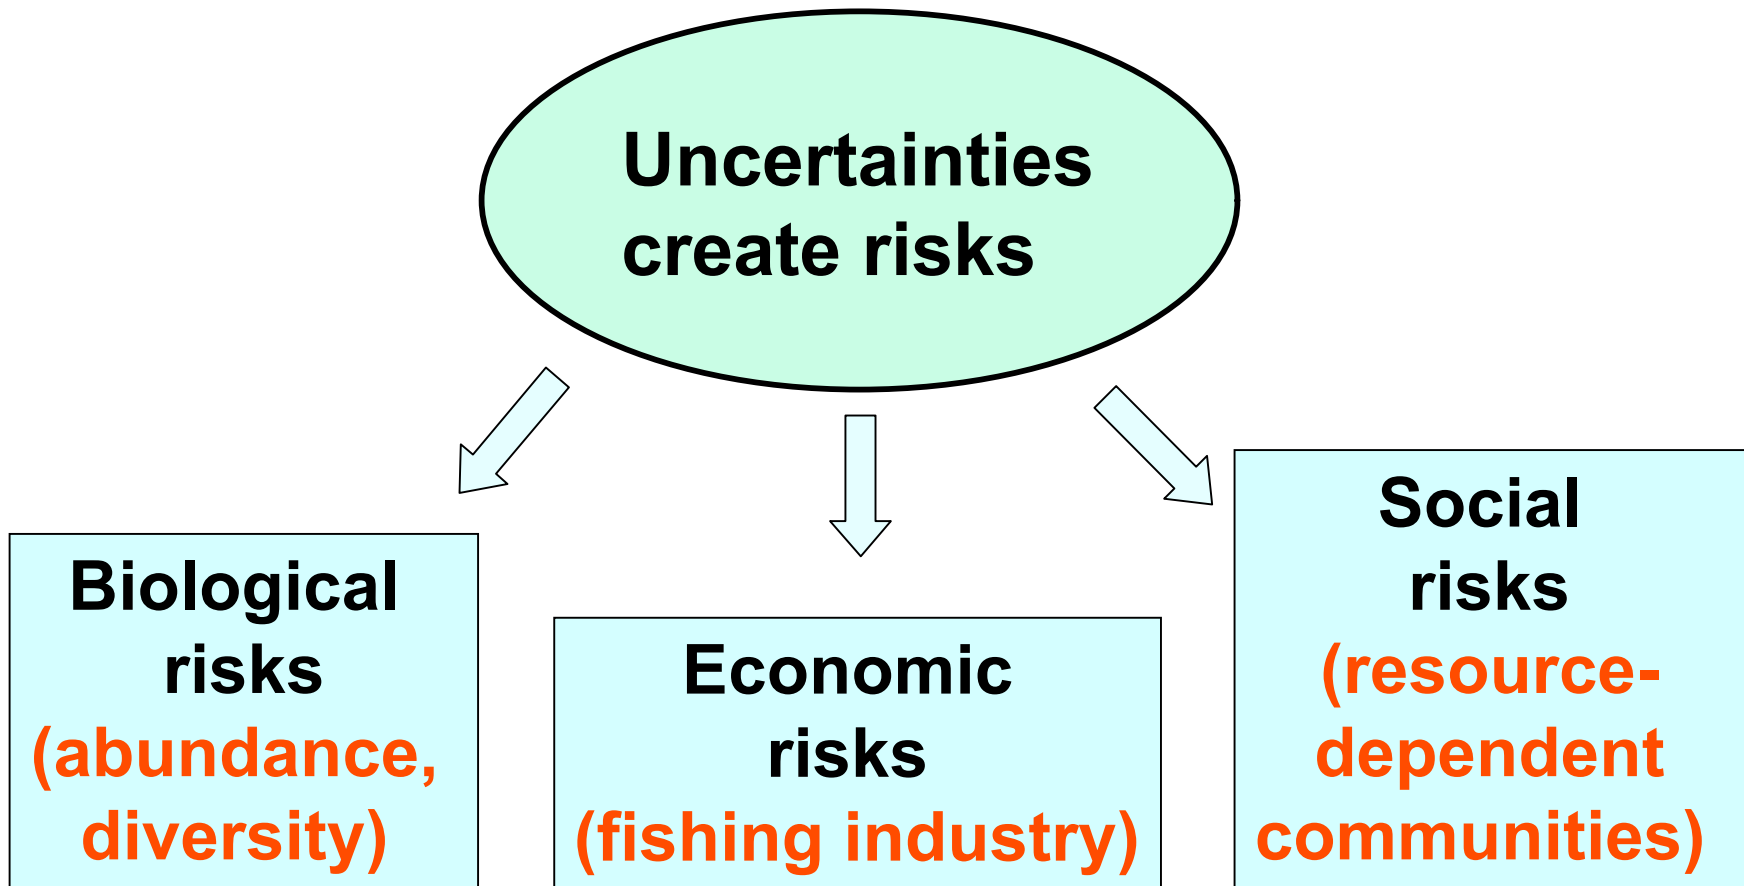 Uncertainties
create risks
Biological
risks
(abundance,
diversity)
Economic
risks
(fishing industry)
Social
risks
(resource-
dependent
communities)